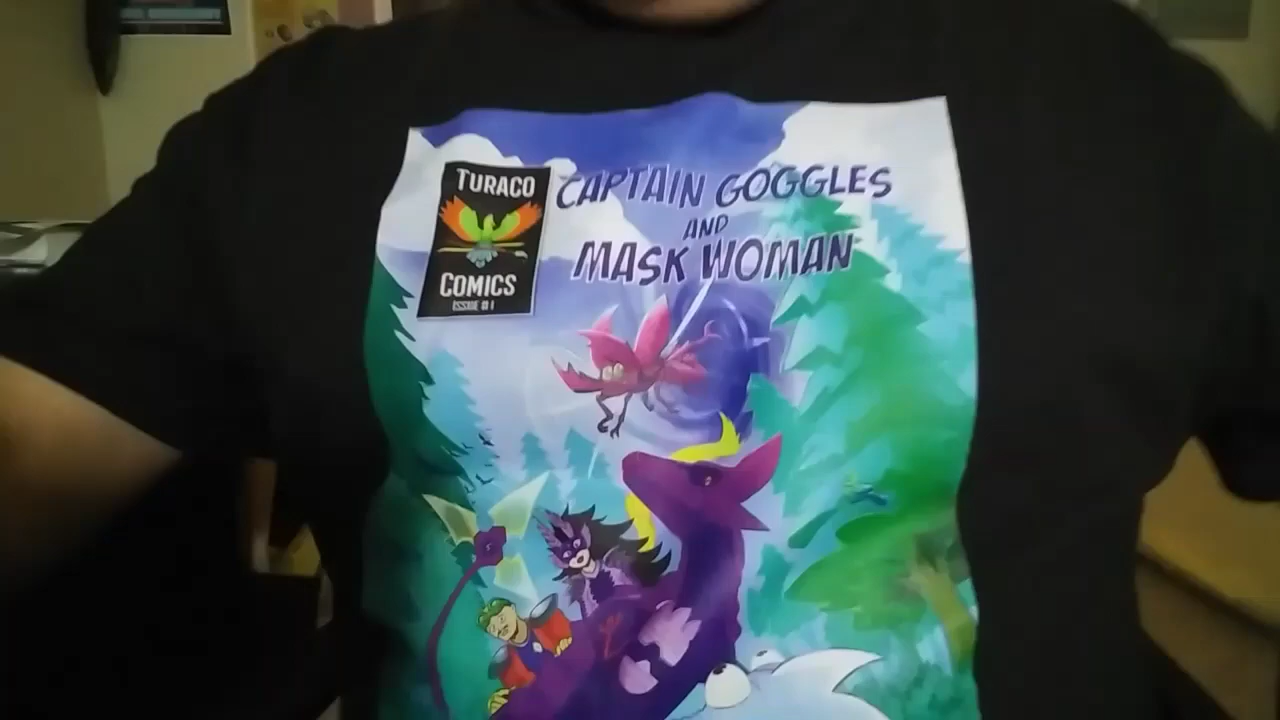 TURACO
COMICS
ISSUE #1
CAPTAIN GOGGLES
AND
MASK WOMAN